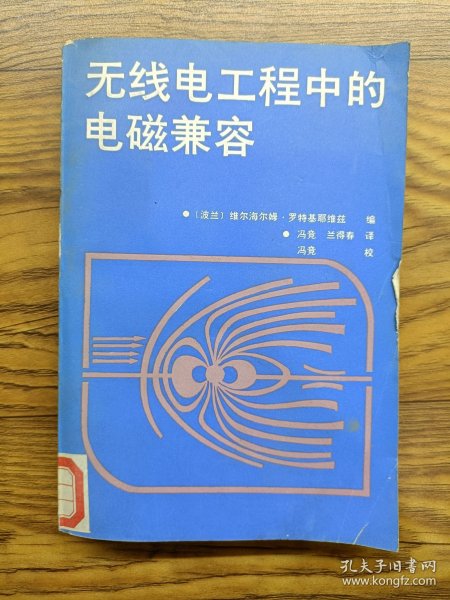 无线电工程中的
电磁兼容
●〔波兰〕维尔海尔姆·罗特基耶维兹 编
●冯竞 兰得春 译
冯竞 校
孔夫子旧书网
www.kongfz.com